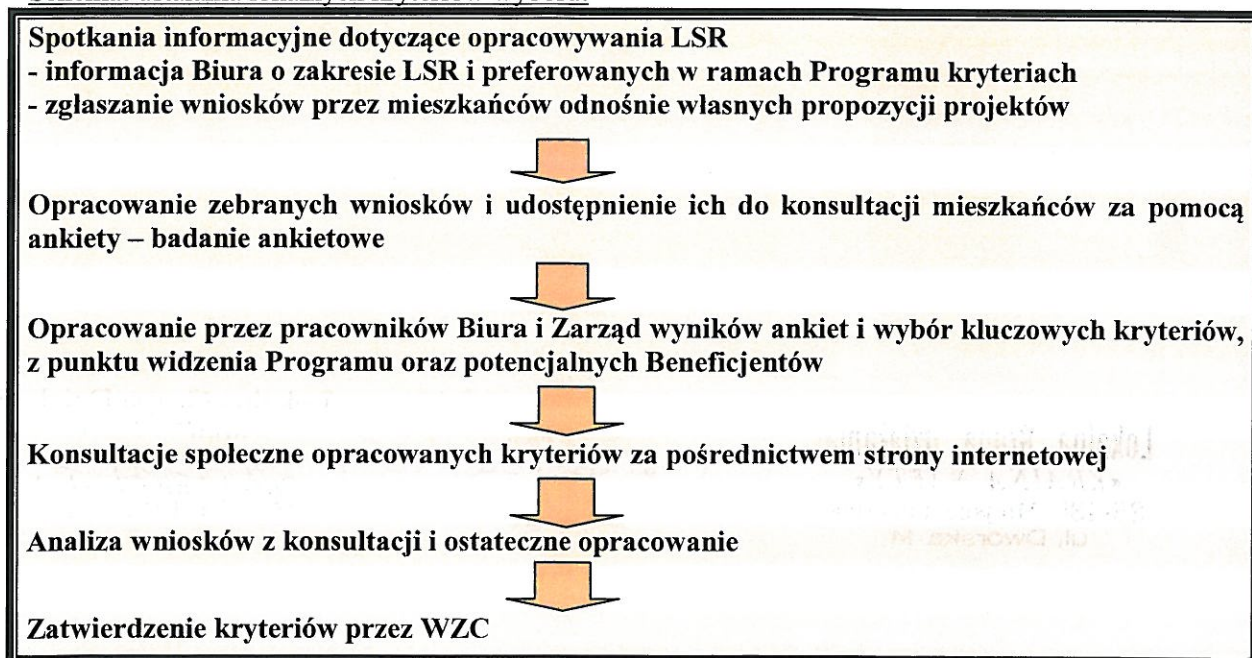 Spotkania informacyjne dotyczące opracowywania LSR
- informacja Biura o zakresie LSR i preferowanych w ramach Programu kryteriach
- zgłaszanie wniosków przez mieszkańców odnośnie własnych propozycji projektów
Opracowanie zebranych wniosków i udostępnienie ich do konsultacji mieszkańców za pomocą
ankiety – badanie ankietowe
Opracowanie przez pracowników Biura i Zarząd wyników ankiet i wybór kluczowych kryteriów,
z punktu widzenia Programu oraz potencjalnych Beneficjentów
Konsultacje społeczne opracowanych kryteriów za pośrednictwem strony internetowej
Analiza wniosków z konsultacji i ostateczne opracowanie
Zatwierdzenie kryteriów przez WZC